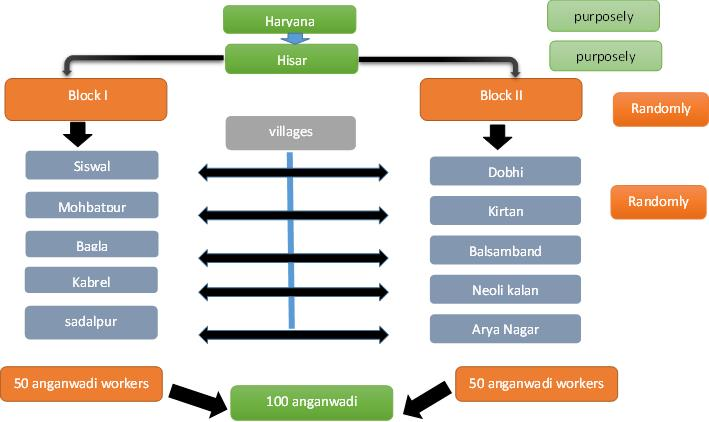 Haryana
purposely
Hisar
purposely
Block I
Block II
Randomly
villages
Siswal
Dobhi
Mohbatpur
Kirtan
Randomly
Bagla
Balsamband
Kabrel
Neoli kalan
sadalpur
Arya Nagar
50 anganwadi workers
50 anganwadi workers
100 anganwadi